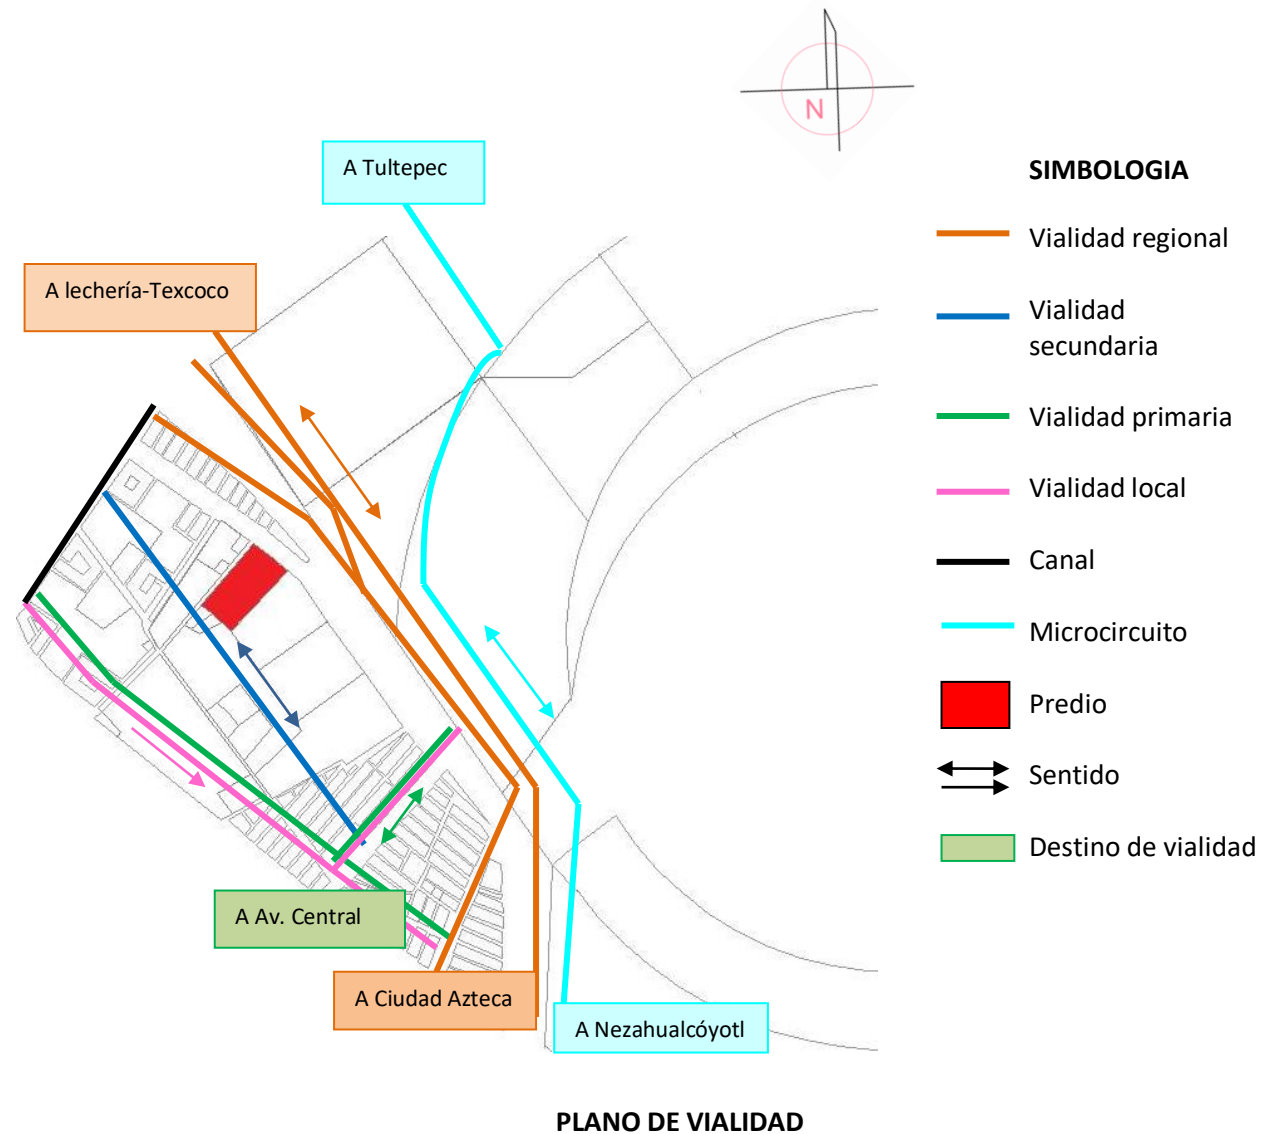 N
A Tultepec
SIMBOLOGIA
Vialidad regional
A lechería-Texcoco
Vialidad
secundaria
Vialidad primaria
Vialidad local
Canal
Microcircuito
Predio
Sentido
Destino de vialidad
A Av. Central
A Ciudad Azteca
A Nezahualcóyotl
PLANO DE VIALIDAD